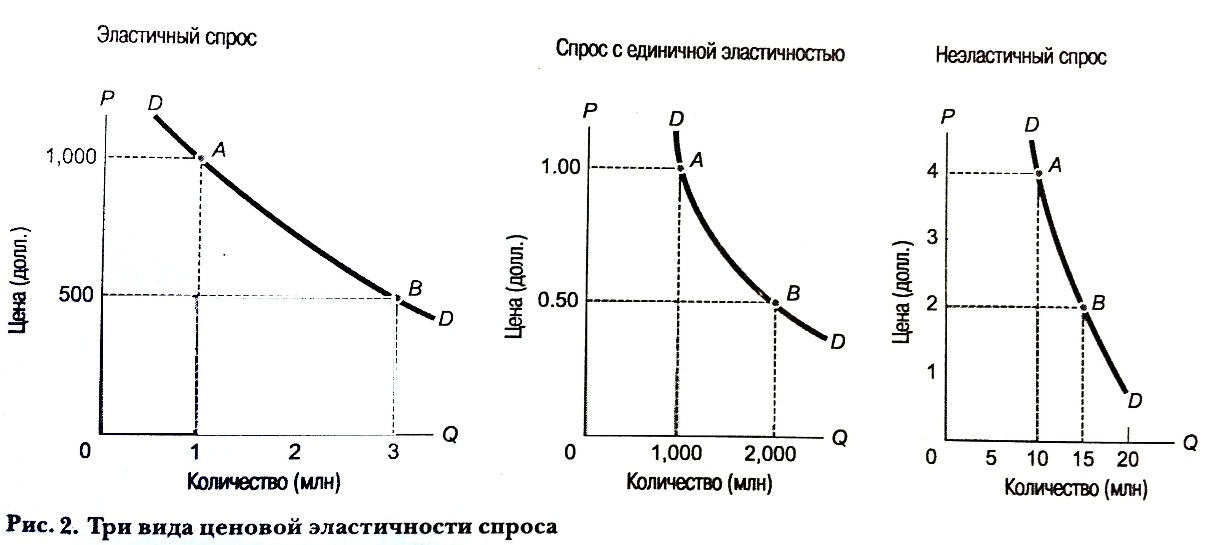 Эластичный спрос
P
D
1,000
A
500
B
D
Цена (долл.)
0
1
2
3
Q
Количество (млн)
Спрос с единичной эластичностью
P
D
1.00
A
0.50
B
D
Цена (долл.)
0
1,000
2,000
Q
Количество (млн)
Неэластичный спрос
P
D
4
A
3
2
B
1
D
Цена (долл.)
0
5
10
15
20
Q
Количество (млн)
Рис. 2. Три вида ценовой эластичности спроса